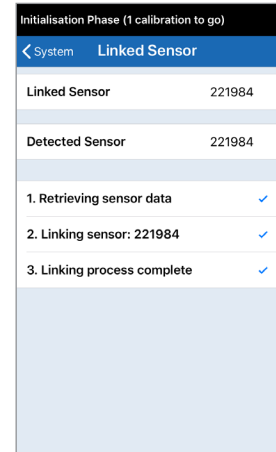 Initialisation Phase (1 calibration to go)
System Linked Sensor
Linked Sensor 221984
Detected Sensor 221984
1. Retrieving sensor data
2. Linking sensor: 221984
3. Linking process complete